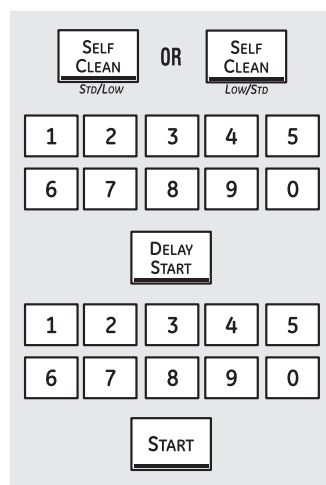 SELF CLEAN OR SELF CLEAN
STD/LOW LOW/STD
1 2 3 4 5
6 7 8 9 0
DELAY START
1 2 3 4 5
6 7 8 9 0
START